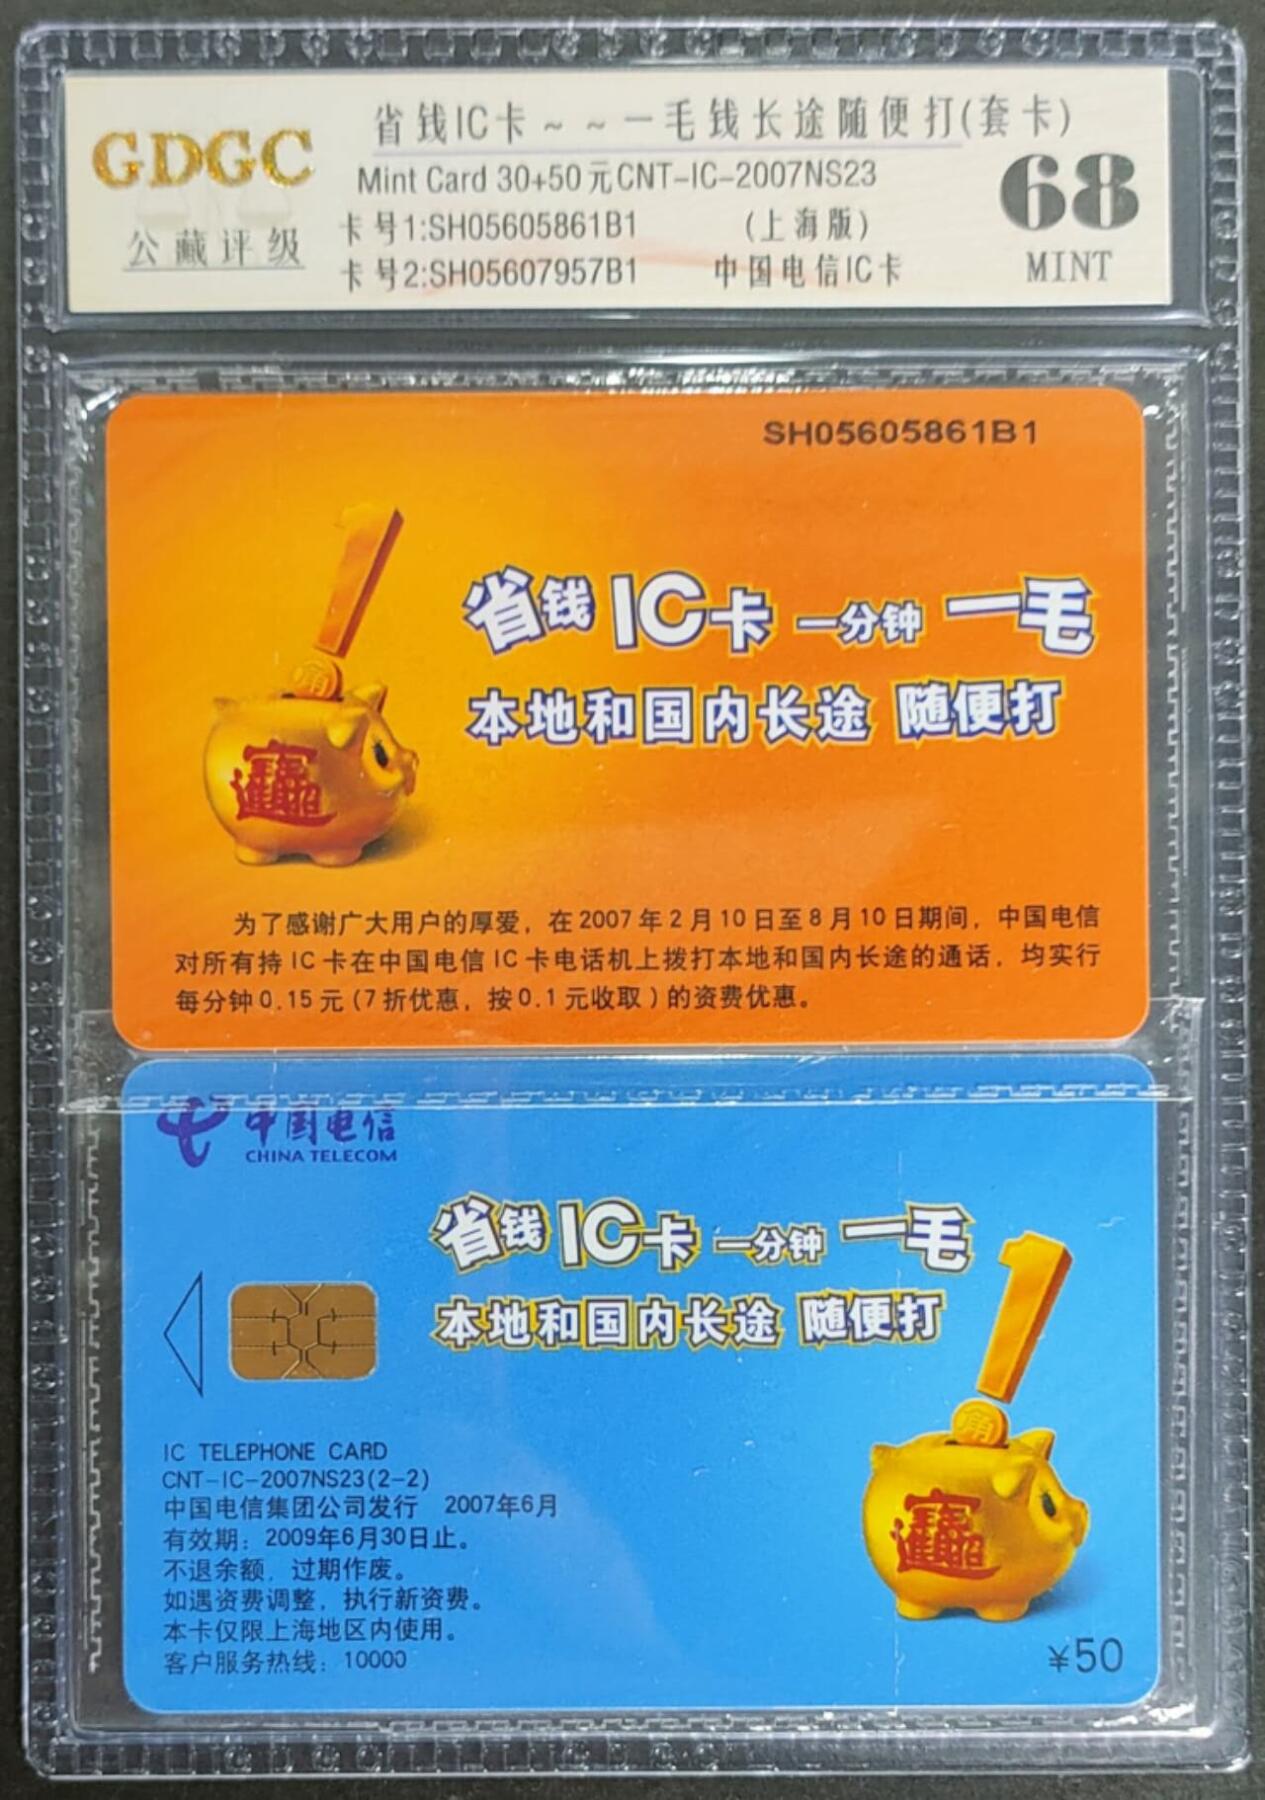 省钱IC卡~~一毛钱长途随便打(套卡)
GDGC
Mint Card 30+50元CNT-IC-2007NS23
68
卡号1:SH05605861B1 (上海版)
公藏评级
卡号2:SH05607957B1 中国电信IC卡
MINT
SH05605861B1
1
省钱IC卡 一分钟 一毛
角
本地和国内长途 随便打
招财进宝
为了感谢广大用户的厚爱，在2007年2月10日至8月10日期间，中国电信
对所有持IC卡在中国电信IC卡电话机上拨打本地和国内长途的通话，均实行
每分钟0.15元(7折优惠，按0.1元收取)的资费优惠。
中国电信
CHINA TELECOM
省钱IC卡 一分钟 一毛
1
本地和国内长途 随便打
角
IC TELEPHONE CARD
CNT-IC-2007NS23(2-2)
中国电信集团公司发行 2007年6月
招财进宝
有效期：2009年6月30日止。
不退余额，过期作废。
如遇资费调整，执行新资费。
本卡仅限上海地区内使用。
客户服务热线：10000
¥50